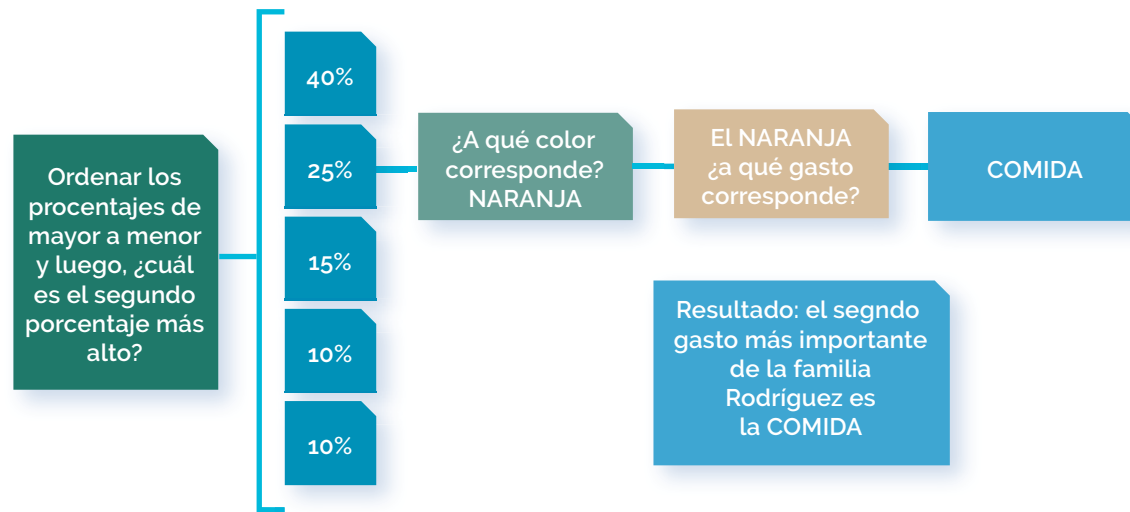 Ordenar los
procentajes de
mayor a menor
y luego, ¿cuál
es el segundo
porcentaje más
alto?
40%
25%
15%
10%
10%
¿A qué color
corresponde?
NARANJA
El NARANJA
¿a qué gasto
corresponde?
COMIDA
Resultado: el segndo
gasto más importante
de la familia
Rodríguez es
la COMIDA